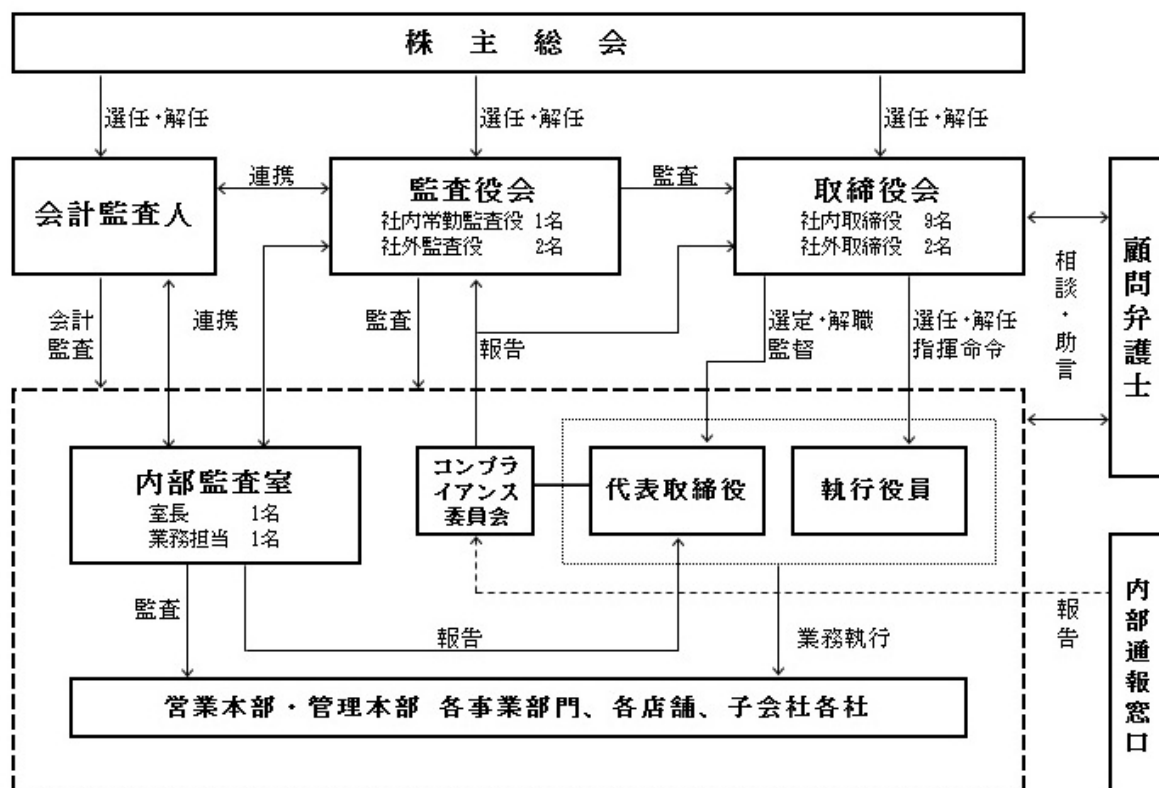 株主総会
選任・解任
選任・解任
選任・解任
会計監査人
連携
監査役会
社内常勤監査役 1名
社外監査役 2名
監査
取締役会
社内取締役 9名
社外取締役 2名
顧問弁護士
相談・助言
会計
監査
連携
監査
報告
選定・解職
監督
選任・解任
指揮命令
内部監査室
室長 1名
業務担当 1名
コンプラ
イアンス
委員会
代表取締役
執行役員
内部通報窓口
監査
報告
業務執行
報告
営業本部・管理本部 各事業部門、各店舗、子会社各社